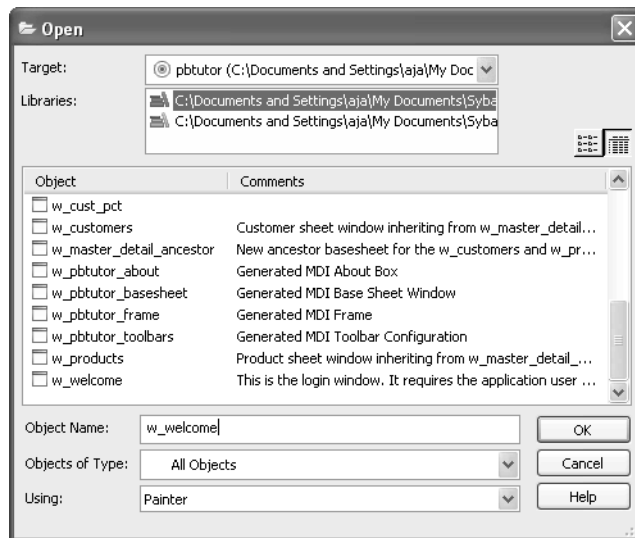 Open
Target: pbtutor (C:\Documents and Settings\aja\My Doc
Libraries: C:\Documents and Settings\aja\My Documents\Syba
C:\Documents and Settings\aja\My Documents\Syba
Object Comments
w_cust_pct
w_customers Customer sheet window inheriting from w_master_detail...
w_master_detail_ancestor New ancestor basesheet for the w_customers and w_pr...
w_pbtutor_about Generated MDI About Box
w_pbtutor_basesheet Generated MDI Base Sheet Window
w_pbtutor_frame Generated MDI Frame
w_pbtutor_toolbars Generated MDI Toolbar Configuration
w_products Product sheet window inheriting from w_master_detail_...
w_welcome This is the login window. It requires the application user ...
Object Name: w_welcome OK
Objects of Type: All Objects Cancel
Using: Painter Help